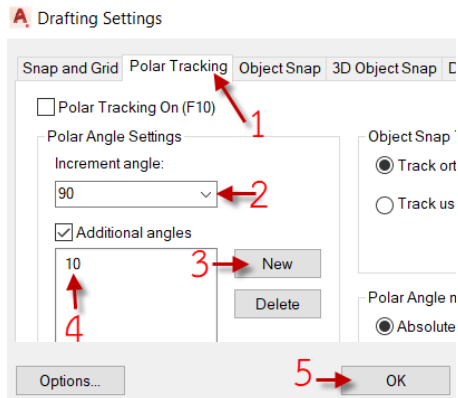 Drafting Settings
Snap and Grid Polar Tracking Object Snap 3D Object Snap D
Polar Tracking On (F10)
1
Polar Angle Settings
Object Snap
Increment angle:
Track ort
90
2
Track us
Additional angles
10
3
New
4
Delete
Polar Angle m
Absolute
Options...
5
OK